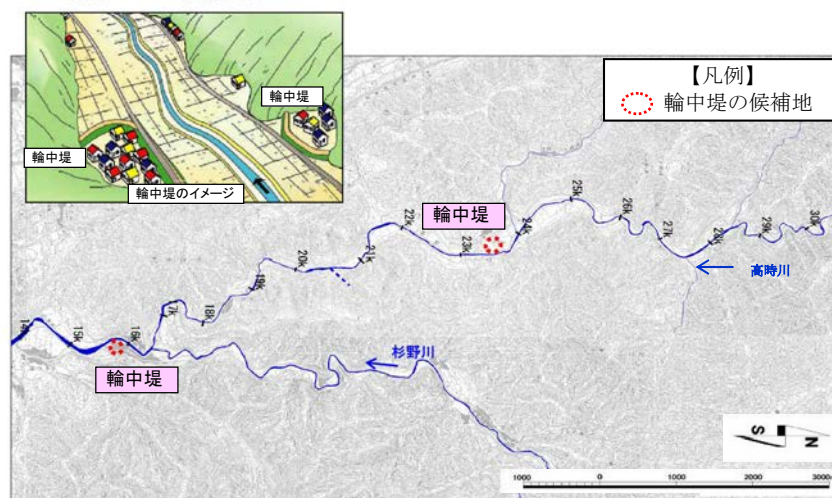 輪中堤
輪中堤
輪中堤のイメージ
【凡例】
輪中堤の候補地
輪中堤
25k
26k
24k
22k
23k
27k
28k
29k
30k
21k
20k
19k
18k
17k
高時川
16k
15k
14k
杉野川
輪中堤
S
N
1000
0
1000
2000
3000